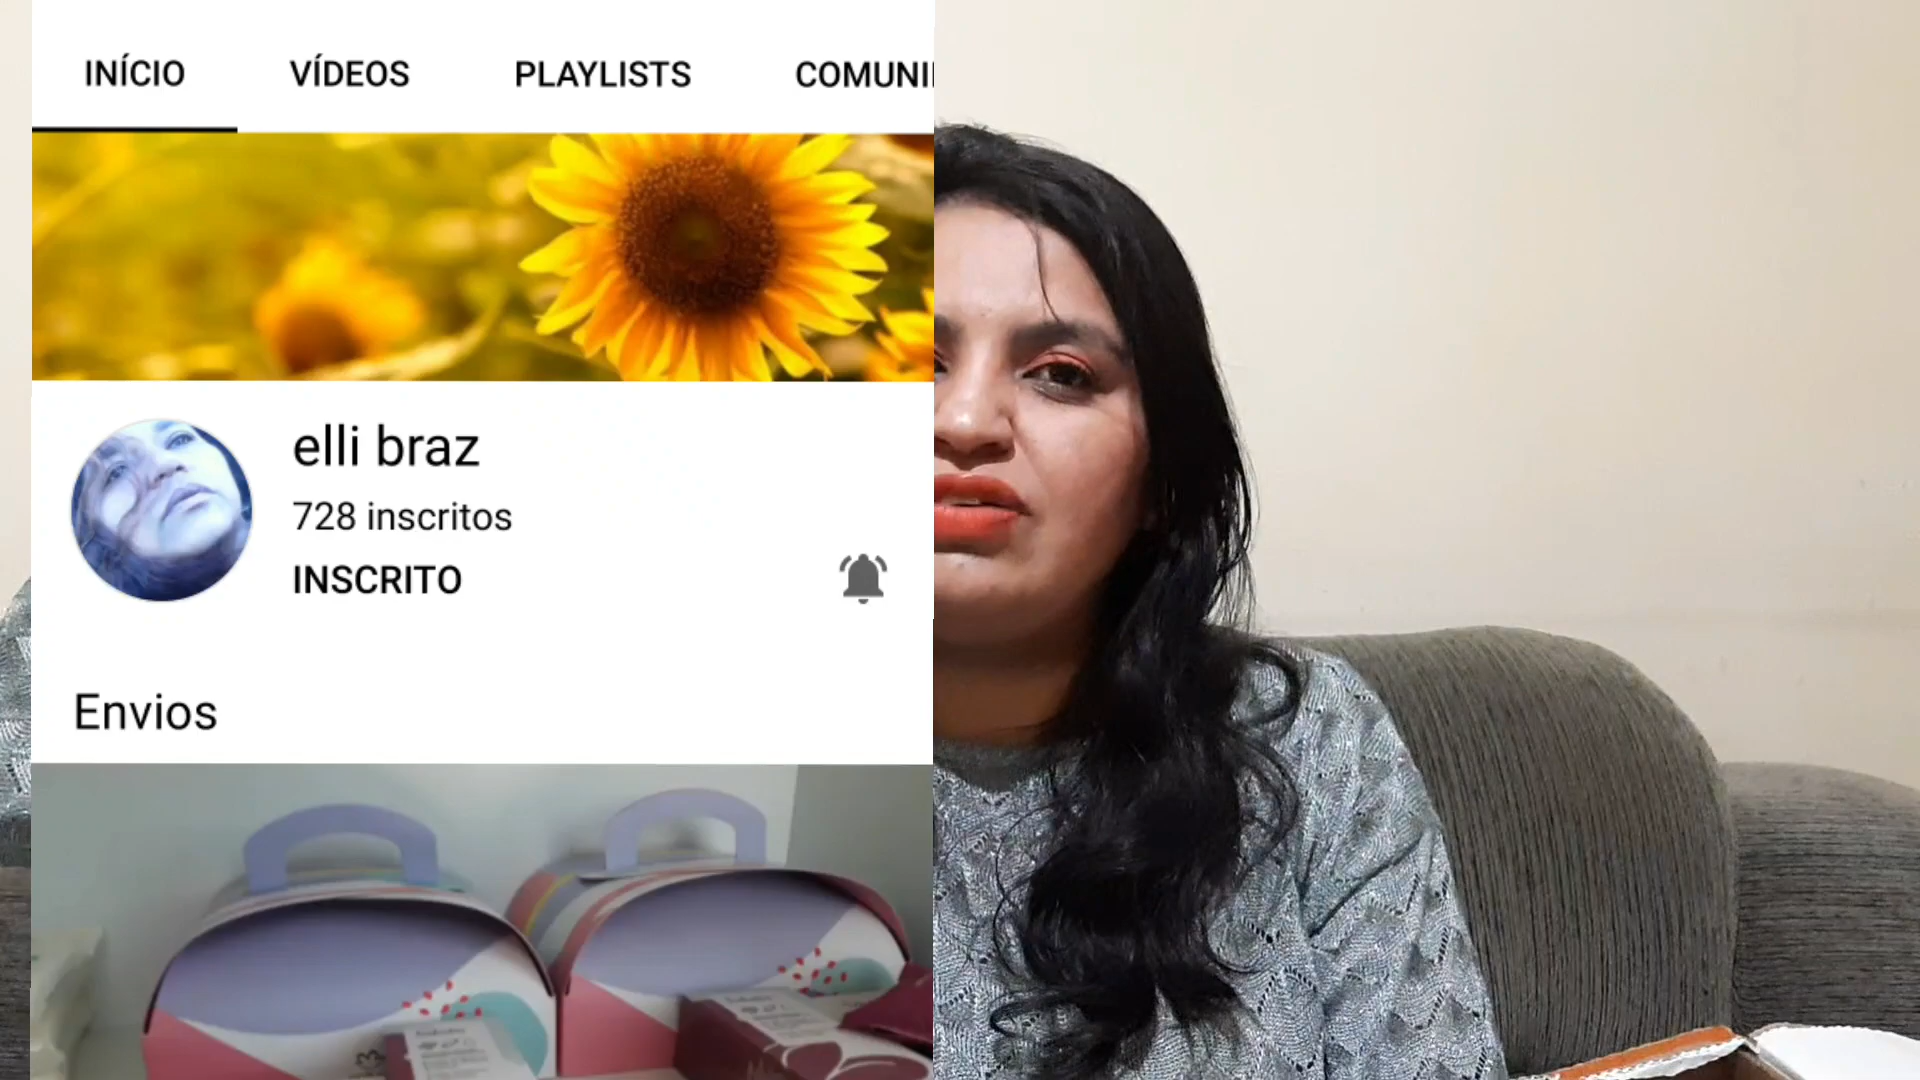 INÍCIO VÍDEOS PLAYLISTS COMUNI
elli braz
728 inscritos
INSCRITO
Envios